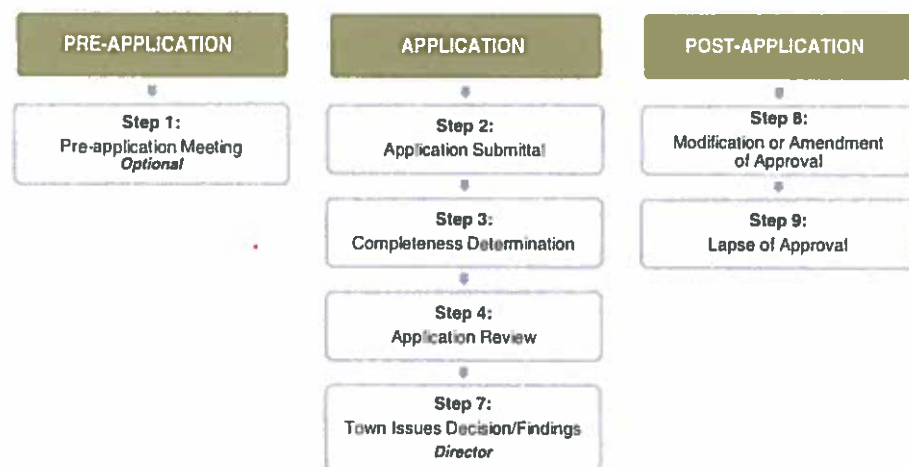 PRE-APPLICATION
Step 1:
Pre-application Meeting
Optional
APPLICATION
Step 2:
Application Submittal
Step 3:
Completeness Determination
Step 4:
Application Review
Step 7:
Town Issues Decision/Findings
Director
POST-APPLICATION
Step 8:
Modification or Amendment
of Approval
Step 9:
Lapse of Approval